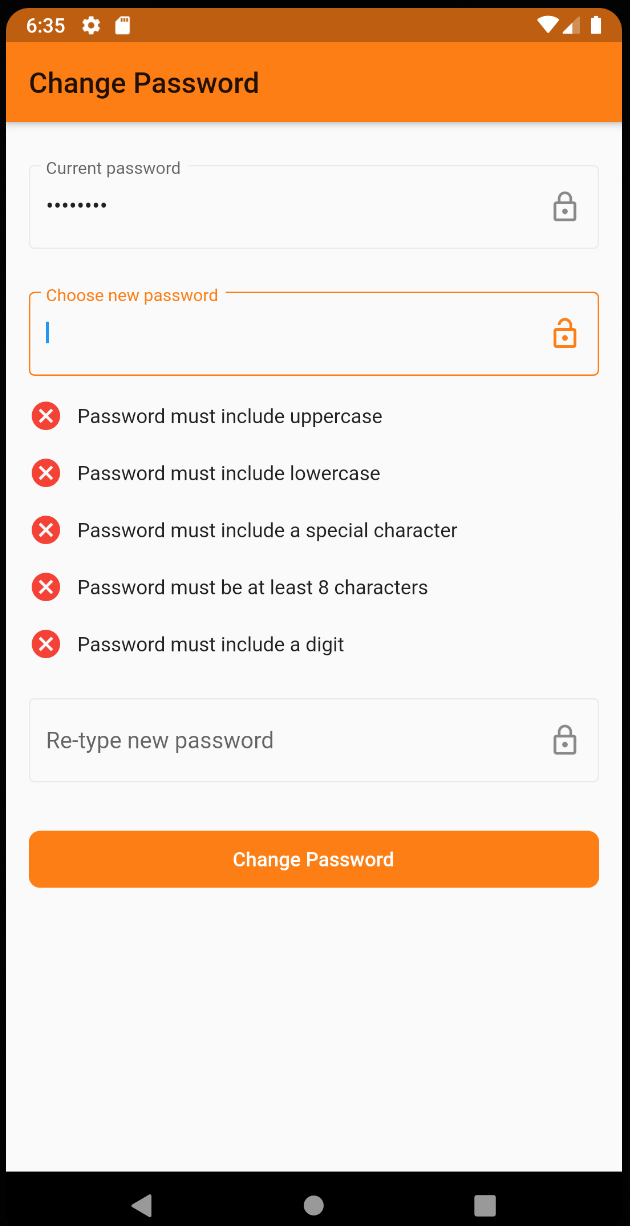 6:35
Change Password
Current password
••••••••
Choose new password
Password must include uppercase
Password must include lowercase
Password must include a special character
Password must be at least 8 characters
Password must include a digit
Re-type new password
Change Password